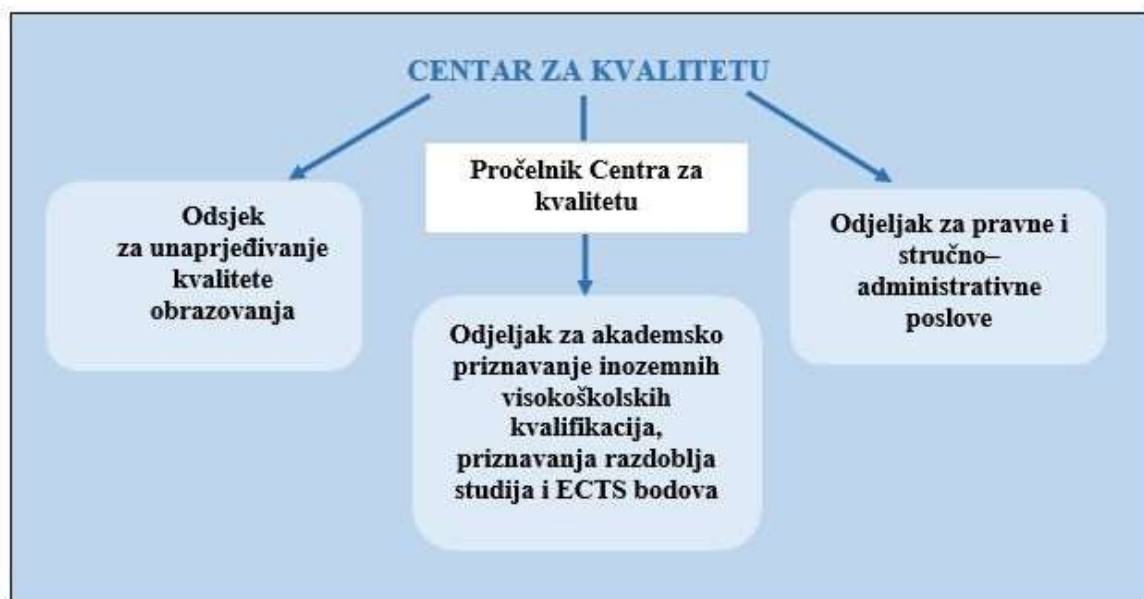 CENTAR ZA KVALITETU
Pročelnik Centra za
kvalitetu
Odsjek
za unaprjeđivanje
kvalitete
obrazovanja
Odjeljak za akademsko
priznavanje inozemnih
visokoškolskih
kvalifikacija,
priznavanja razdoblja
studija i ECTS bodova
Odjeljak za pravne i
stručno–
administrativne
poslove